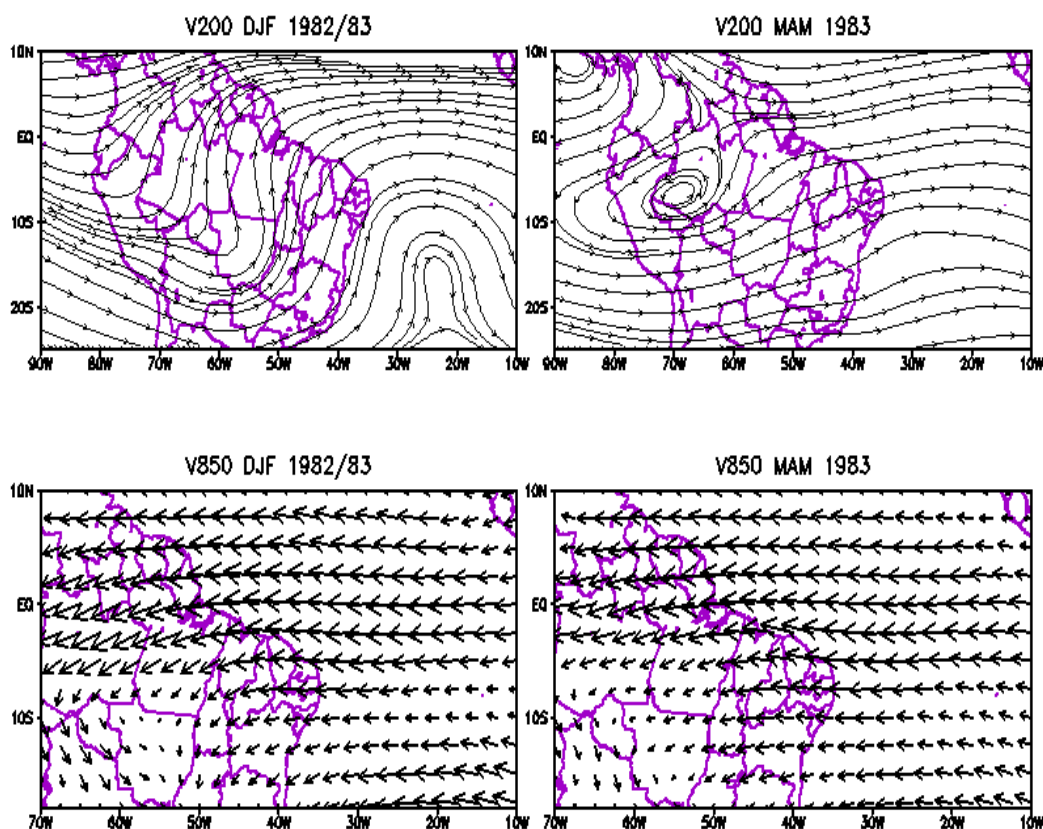 V200 DJF 1982/83
10N
EQ
10S
20S
90W 80W 70W 60W 50W 40W 30W 20W 10W
V200 MAM 1983
10N
EQ
10S
20S
90W 80W 70W 60W 50W 40W 30W 20W 10W
V850 DJF 1982/83
10N
EQ
10S
70W 60W 50W 40W 30W 20W 10W
V850 MAM 1983
10N
EQ
10S
70W 60W 50W 40W 30W 20W 10W